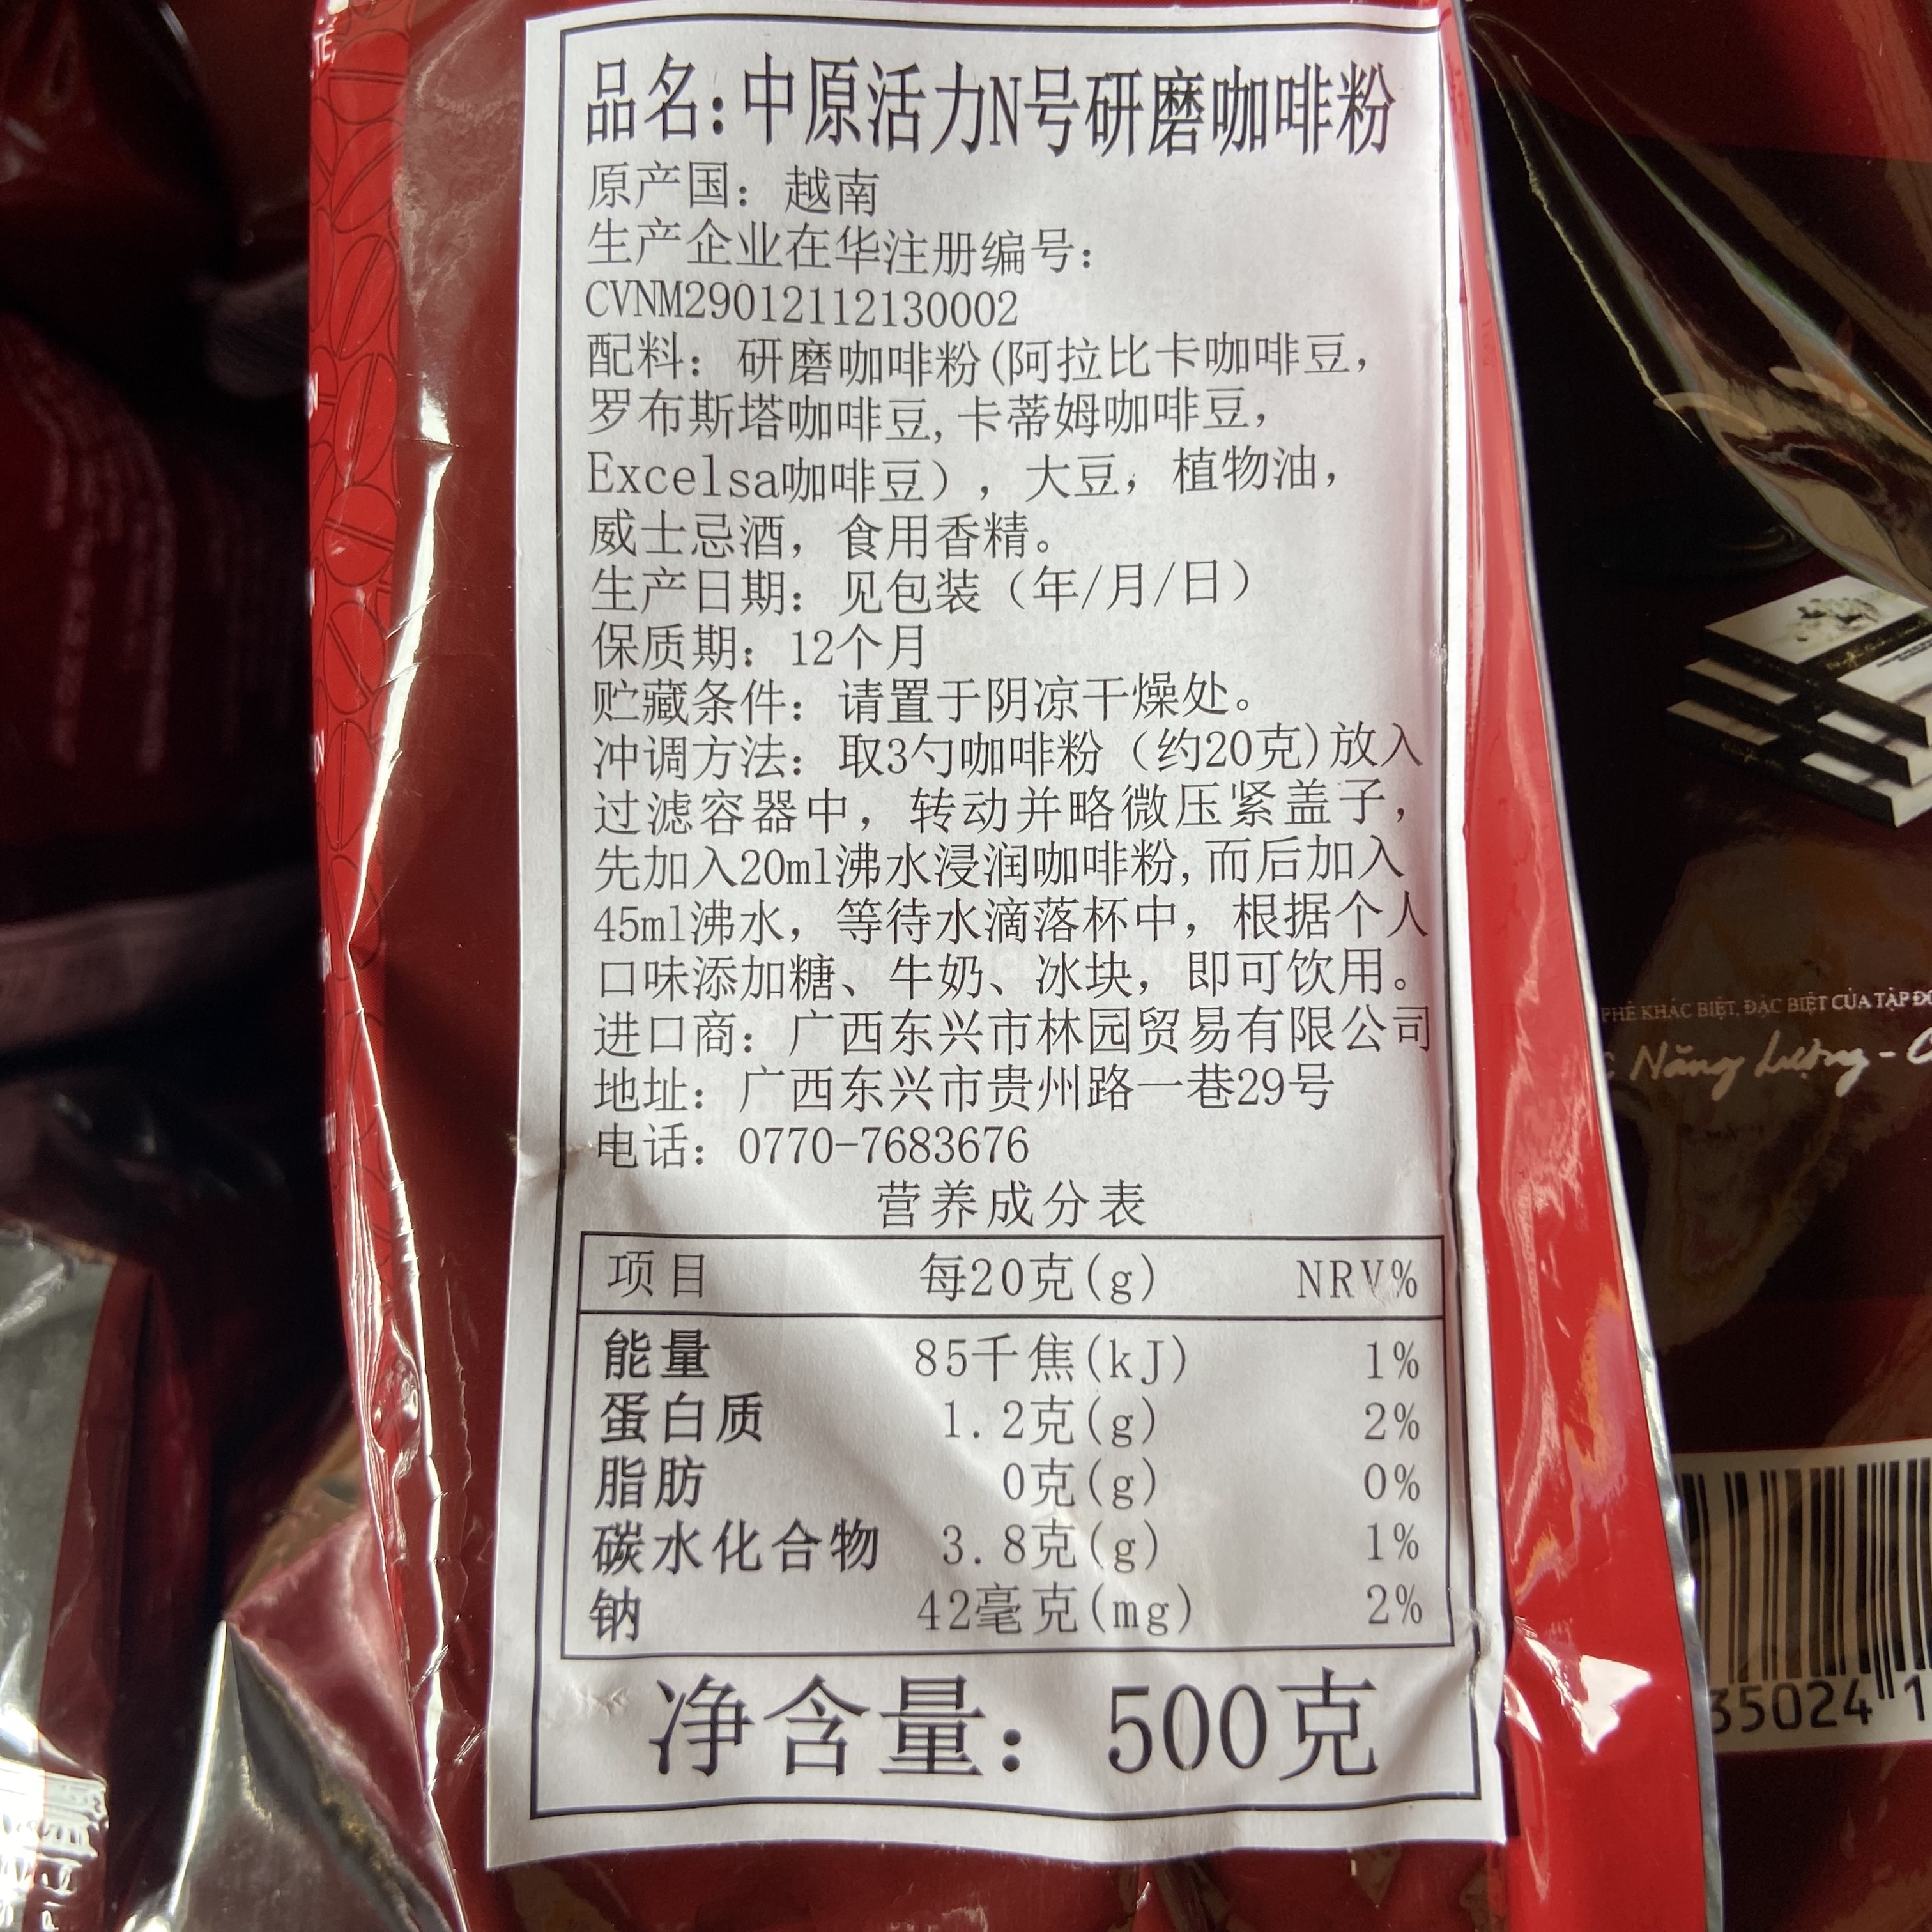 品名:中原活力N号研磨咖啡粉
原产国：越南
生产企业在华注册编号：
CVNM29012112130002
配料：研磨咖啡粉(阿拉比卡咖啡豆，
罗布斯塔咖啡豆,卡蒂姆咖啡豆，
Excelsa咖啡豆），大豆，植物油，
威士忌酒，食用香精。
生产日期：见包装（年/月/日）
保质期：12个月
贮藏条件：请置于阴凉干燥处。
冲调方法：取3勺咖啡粉（约20克)放入
过滤容器中，转动并略微压紧盖子，
先加入20ml沸水浸润咖啡粉,而后加入
45ml沸水，等待水滴落杯中，根据个人
口味添加糖、牛奶、冰块，即可饮用。
进口商：广西东兴市林园贸易有限公司
地址：广西东兴市贵州路一巷29号
电话：0770-7683676
营养成分表
项目 每20克(g) NRV%
能量 85千焦(kJ) 1%
蛋白质 1.2克(g) 2%
脂肪 0克(g) 0%
碳水化合物 3.8克(g) 1%
钠 42毫克(mg) 2%
净含量：500克
PHÊ KHÁC BIỆT, ĐẶC BIỆT CỦA TẬP
Năng Lượng -
35024 1